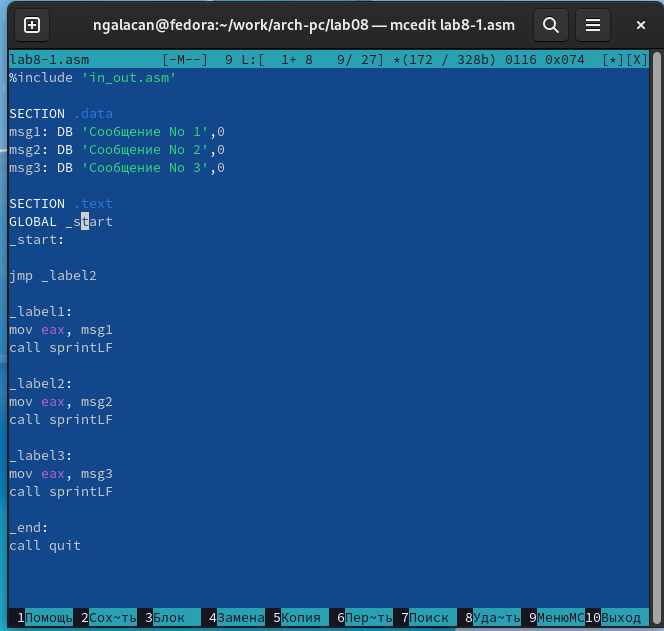 ngalacan@fedora:~/work/arch-pc/lab08 — mcedit lab8-1.asm
lab8-1.asm [-M--] 9 L:[ 1+ 8 9/ 27] *(172 / 328b) 0116 0x074 [*][X]
%include 'in_out.asm'
SECTION .data
msg1: DB 'Сообщение No 1',0
msg2: DB 'Сообщение No 2',0
msg3: DB 'Сообщение No 3',0
SECTION .text
GLOBAL _start
_start:
jmp _label2
_label1:
mov eax, msg1
call sprintLF
_label2:
mov eax, msg2
call sprintLF
_label3:
mov eax, msg3
call sprintLF
_end:
call quit
1Помощь 2Сох~ть 3Блок 4Замена 5Копия 6Пер~ть 7Поиск 8Уда~ть 9МенюMC 10Выход